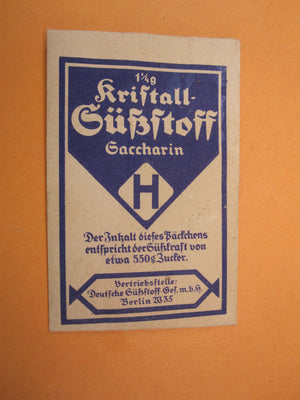 1¼g
Kristall-
Süßstoff
Saccharin
H
Der Inhalt dieses Päckchens
entspricht der Süßkraft von
etwa 550g Zucker.
Vertriebsstelle:
Deutsche Süßstoff Ges.m.b.H.
Berlin W35